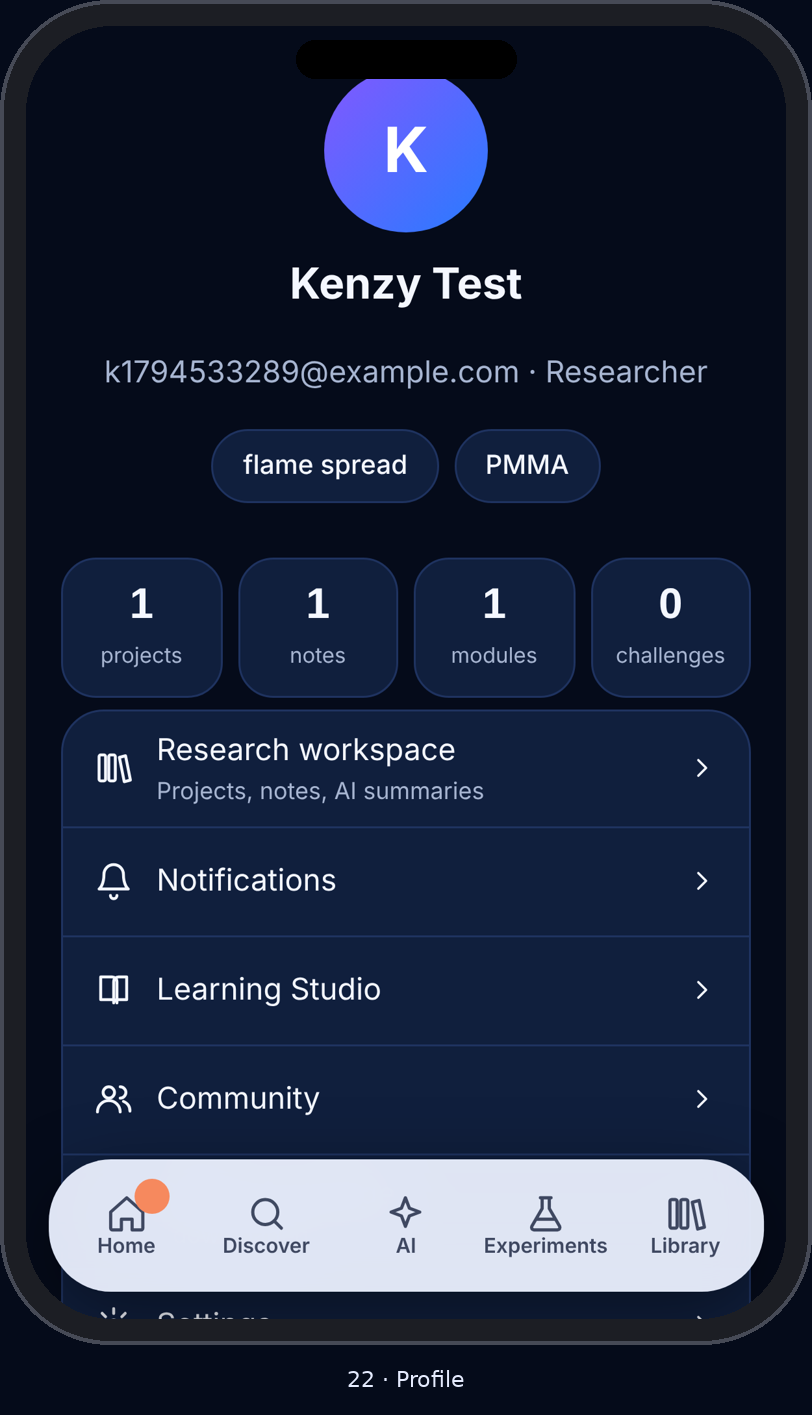 K
Kenzy Test
k1794533289@example.com · Researcher
flame spread
PMMA
1
projects
1
notes
1
modules
0
challenges
Research workspace
Projects, notes, AI summaries
Notifications
Learning Studio
Community
Home
Discover
AI
Experiments
Library
Settings
22 · Profile